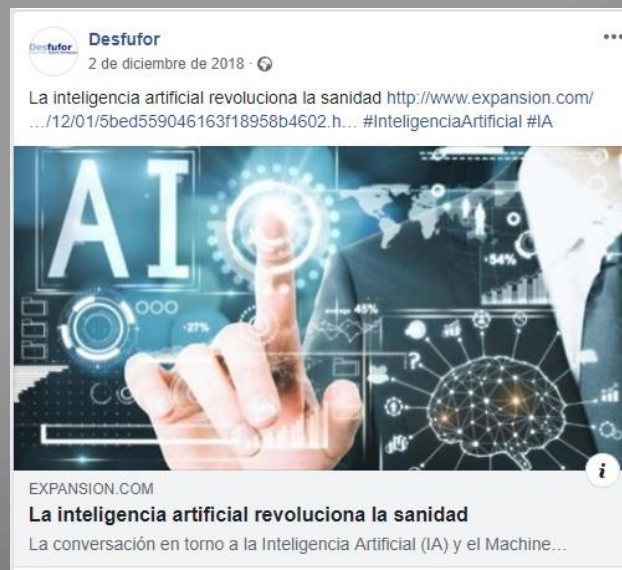 Desfufor
Desfufor
2 de diciembre de 2018 ·
La inteligencia artificial revoluciona la sanidad http://www.expansion.com/
…/12/01/5bed559046163f18958b4602.h… #InteligenciaArtificial #IA
AI
54%
45%
27%
?
i
EXPANSION.COM
La inteligencia artificial revoluciona la sanidad
La conversación en torno a la Inteligencia Artificial (IA) y el Machine…